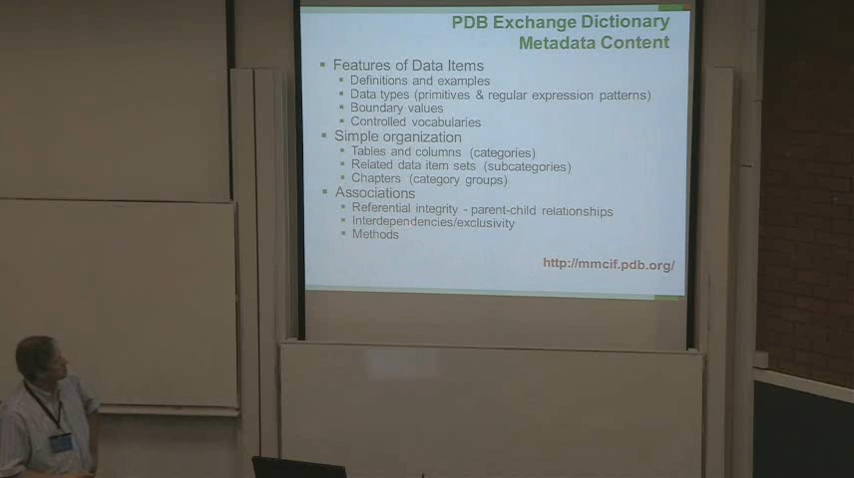 PDB Exchange Dictionary
Metadata Content
▪ Features of Data Items
▪ Definitions and examples
▪ Data types (primitives & regular expression patterns)
▪ Boundary values
▪ Controlled vocabularies
▪ Simple organization
▪ Tables and columns (categories)
▪ Related data item sets (subcategories)
▪ Chapters (category groups)
▪ Associations
▪ Referential integrity - parent-child relationships
▪ Interdependencies/exclusivity
▪ Methods
http://mmcif.pdb.org/